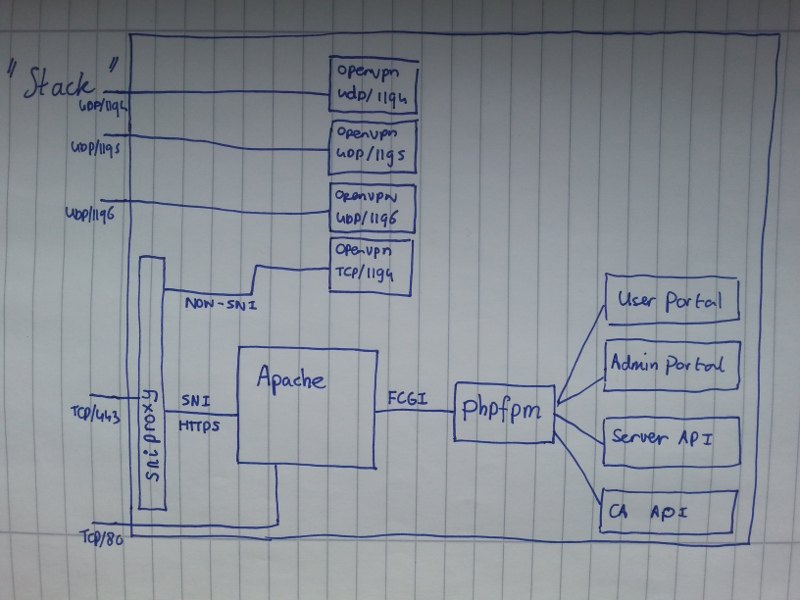 "Stack"
UDP/1194
openvpn
udp/1194
UDP/1195
openvpn
UDP/1195
UDP/1196
openvpn
UDP/1196
openvpn
TCP/1194
NON-SNI
sniproxy
TCP/443
SNI
HTTPS
Apache
FCGI
phpfpm
User Portal
Admin Portal
Server API
CA API
TCP/80